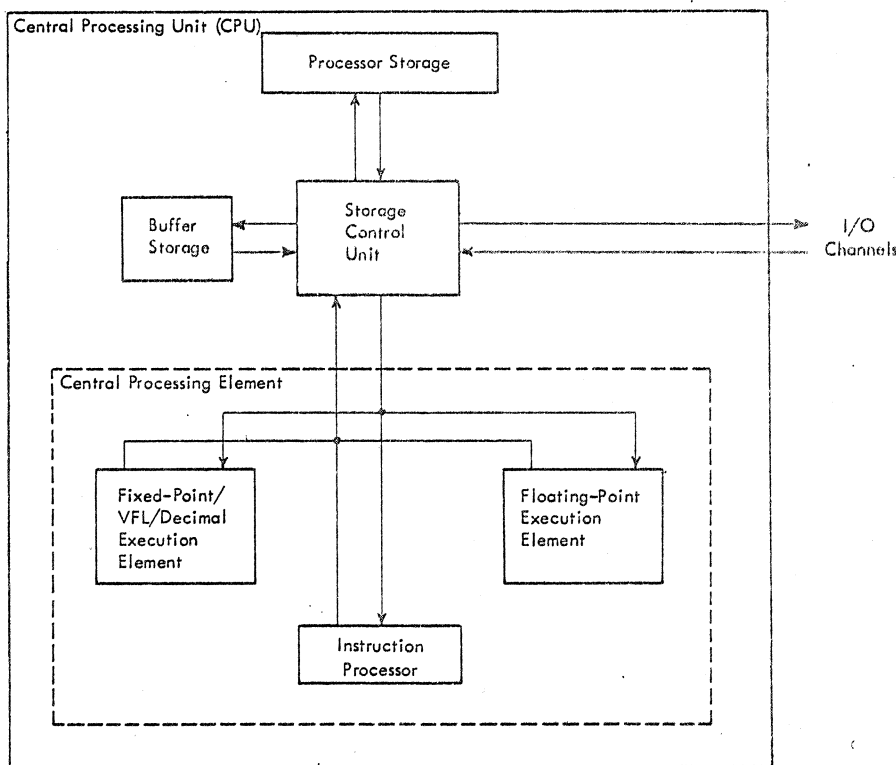 Central Processing Unit (CPU)
Processor Storage
Buffer
Storage
Storage
Control
Unit
I/O
Channels
Central Processing Element
Fixed-Point/
VFL/Decimal
Execution
Element
Floating-Point
Execution
Element
Instruction
Processor